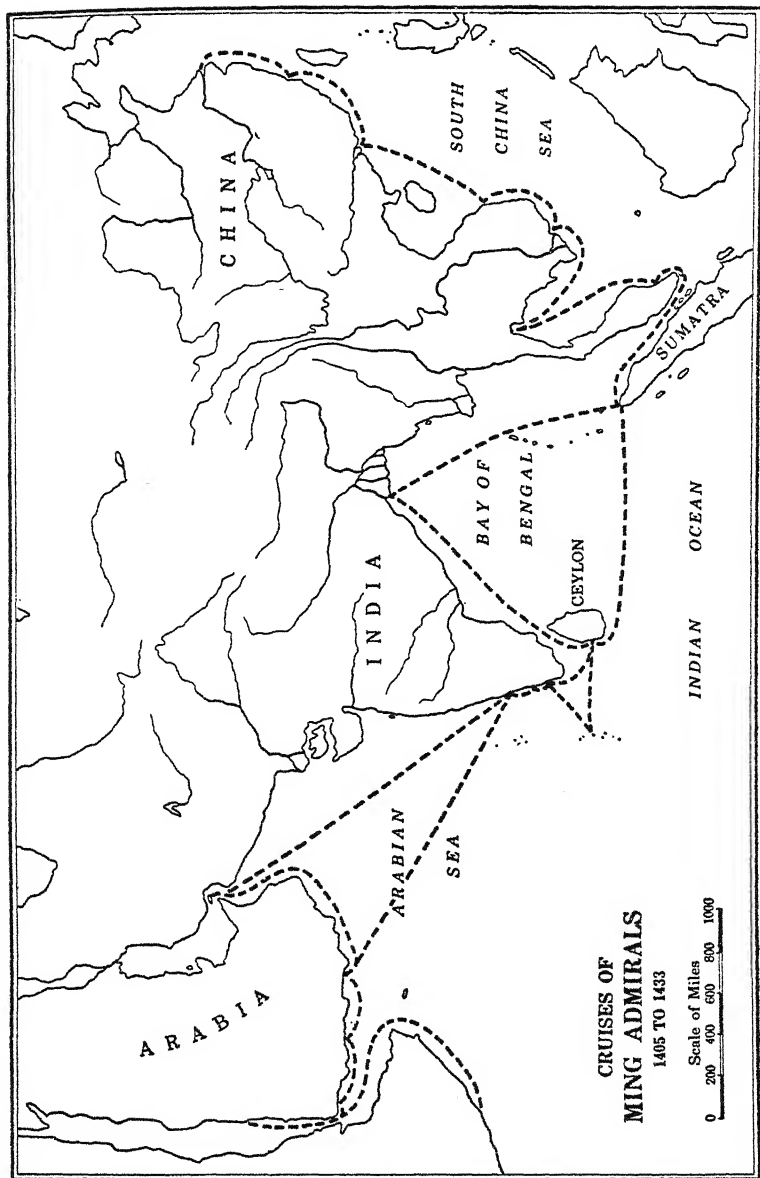 CHINA
SOUTH
CHINA
SEA
SUMATRA
INDIA
BAY OF
BENGAL
CEYLON
INDIAN OCEAN
ARABIAN
SEA
ARABIA
CRUISES OF
MING ADMIRALS
1405 TO 1433
Scale of Miles
0 200 400 600 800 1000